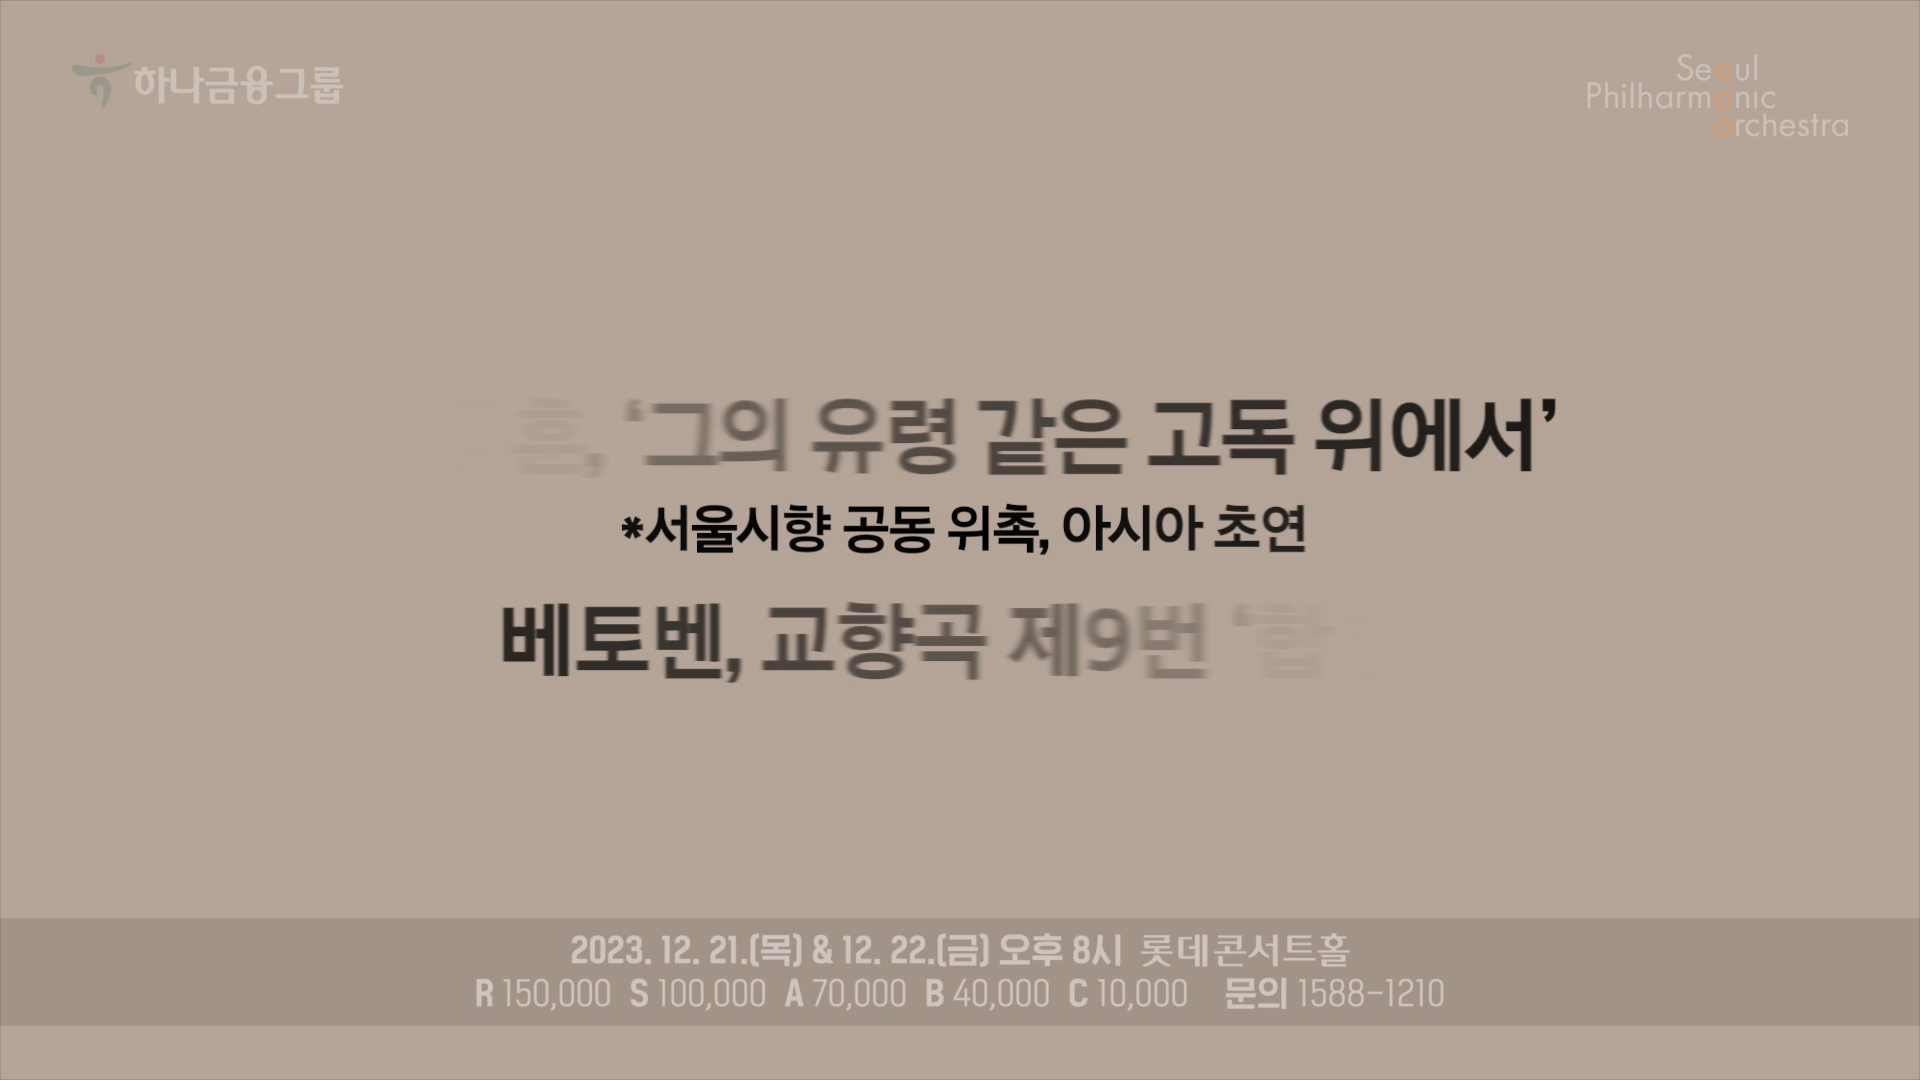 하나금융그룹
Seoul
Philharmonic
orchestra
훈, ‘그의 유령 같은 고독 위에서’
*서울시향 공동 위촉, 아시아 초연
베토벤, 교향곡 제9번 ‘합
2023. 12. 21.(목) & 12. 22.(금) 오후 8시 롯데콘서트홀
R 150,000 S 100,000 A 70,000 B 40,000 C 10,000 문의 1588-1210